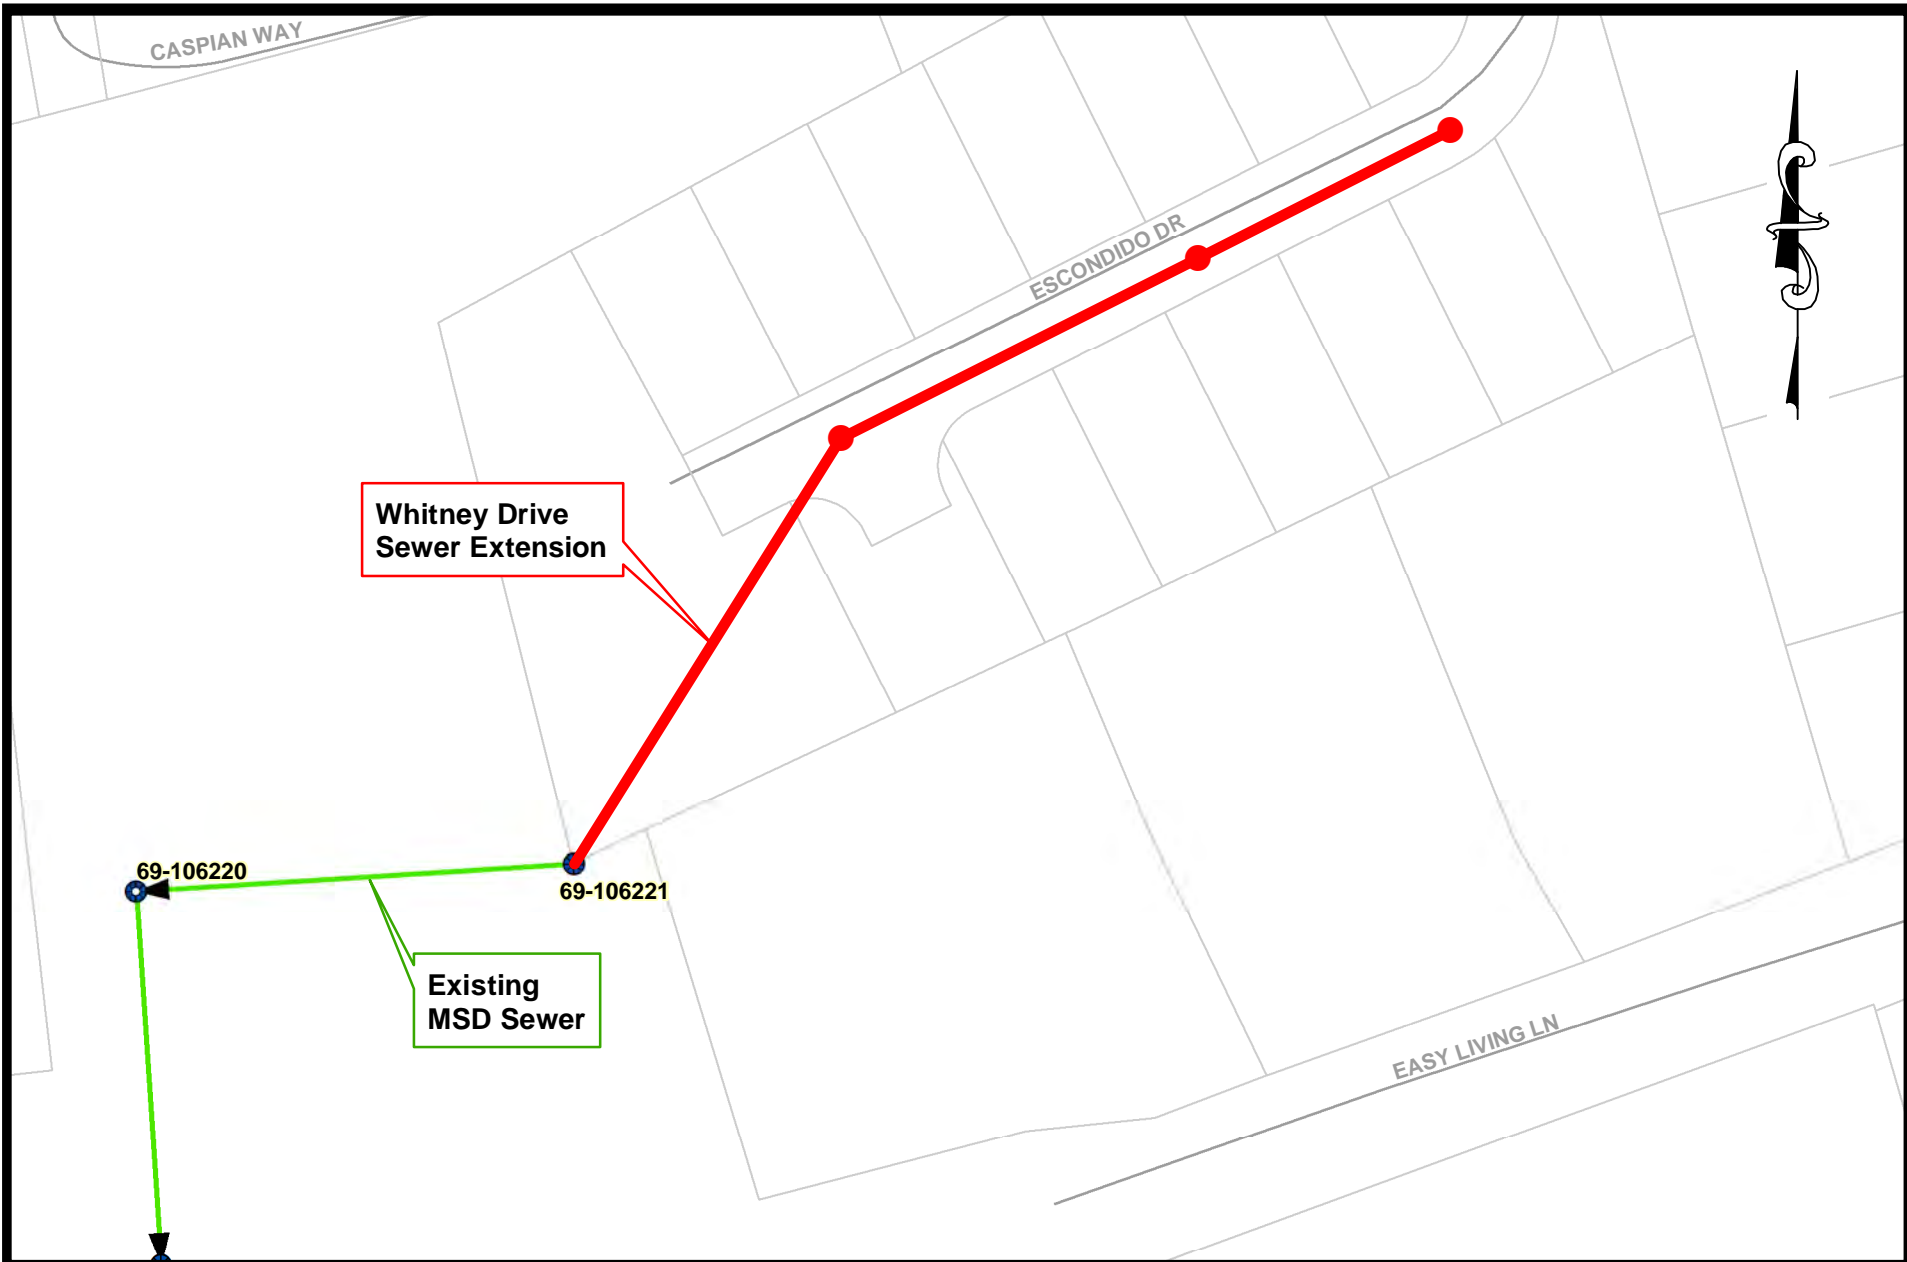 CASPIAN WAY
ESCONDIDO DR
Whitney Drive
Sewer Extension
69-106220
69-106221
Existing
MSD Sewer
EASY LIVING LN